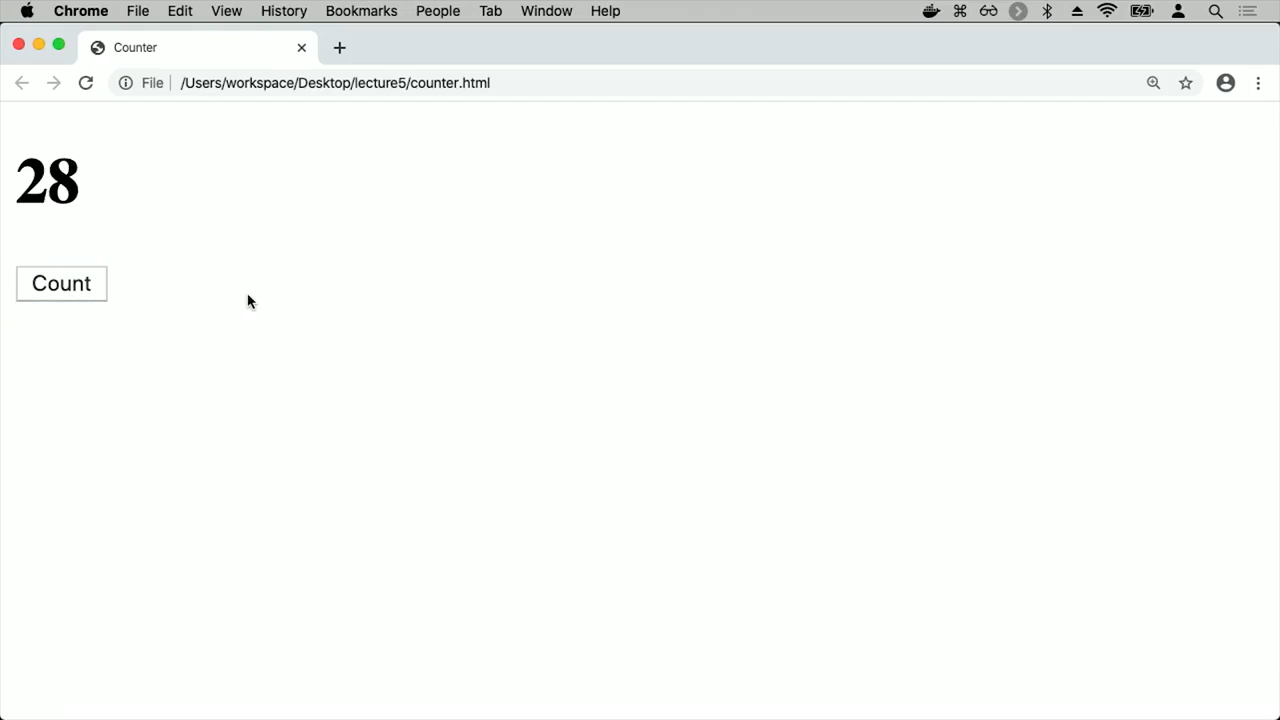 Chrome File Edit View History Bookmarks People Tab Window Help
Counter
File /Users/workspace/Desktop/lecture5/counter.html
28
Count